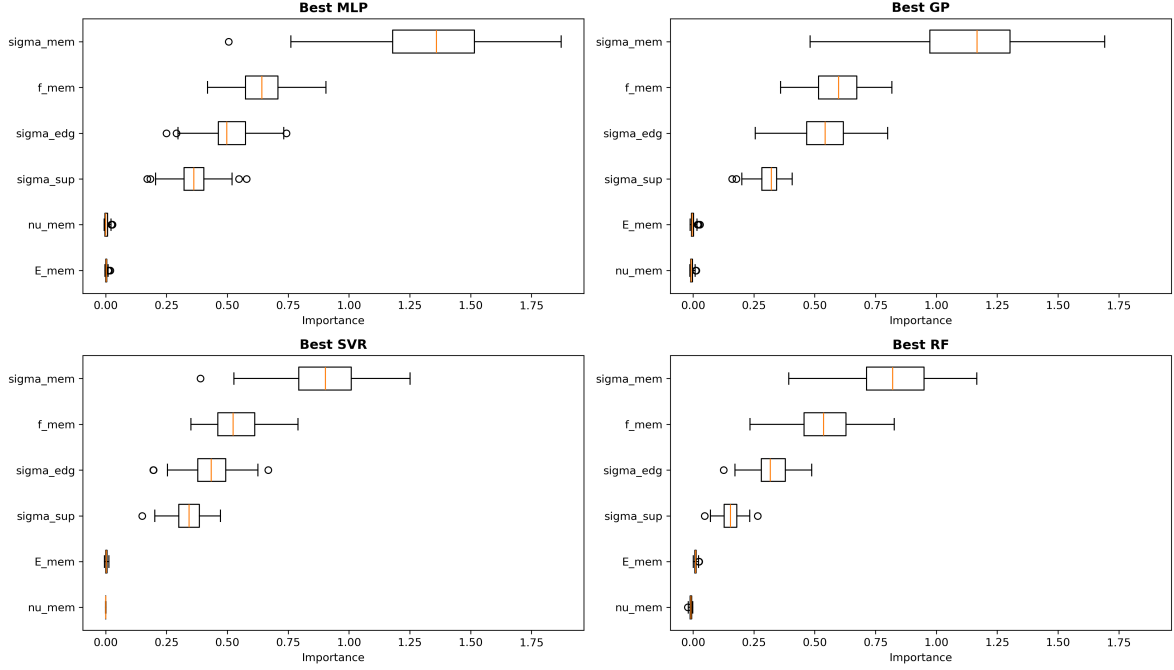 Best MLP
sigma_mem
f_mem
sigma_edg
sigma_sup
nu_mem
E_mem
0.00 0.25 0.50 0.75 1.00 1.25 1.50 1.75
Importance
Best GP
sigma_mem
f_mem
sigma_edg
sigma_sup
E_mem
nu_mem
0.00 0.25 0.50 0.75 1.00 1.25 1.50 1.75
Importance
Best SVR
sigma_mem
f_mem
sigma_edg
sigma_sup
E_mem
nu_mem
0.00 0.25 0.50 0.75 1.00 1.25 1.50 1.75
Importance
Best RF
sigma_mem
f_mem
sigma_edg
sigma_sup
E_mem
nu_mem
0.00 0.25 0.50 0.75 1.00 1.25 1.50 1.75
Importance